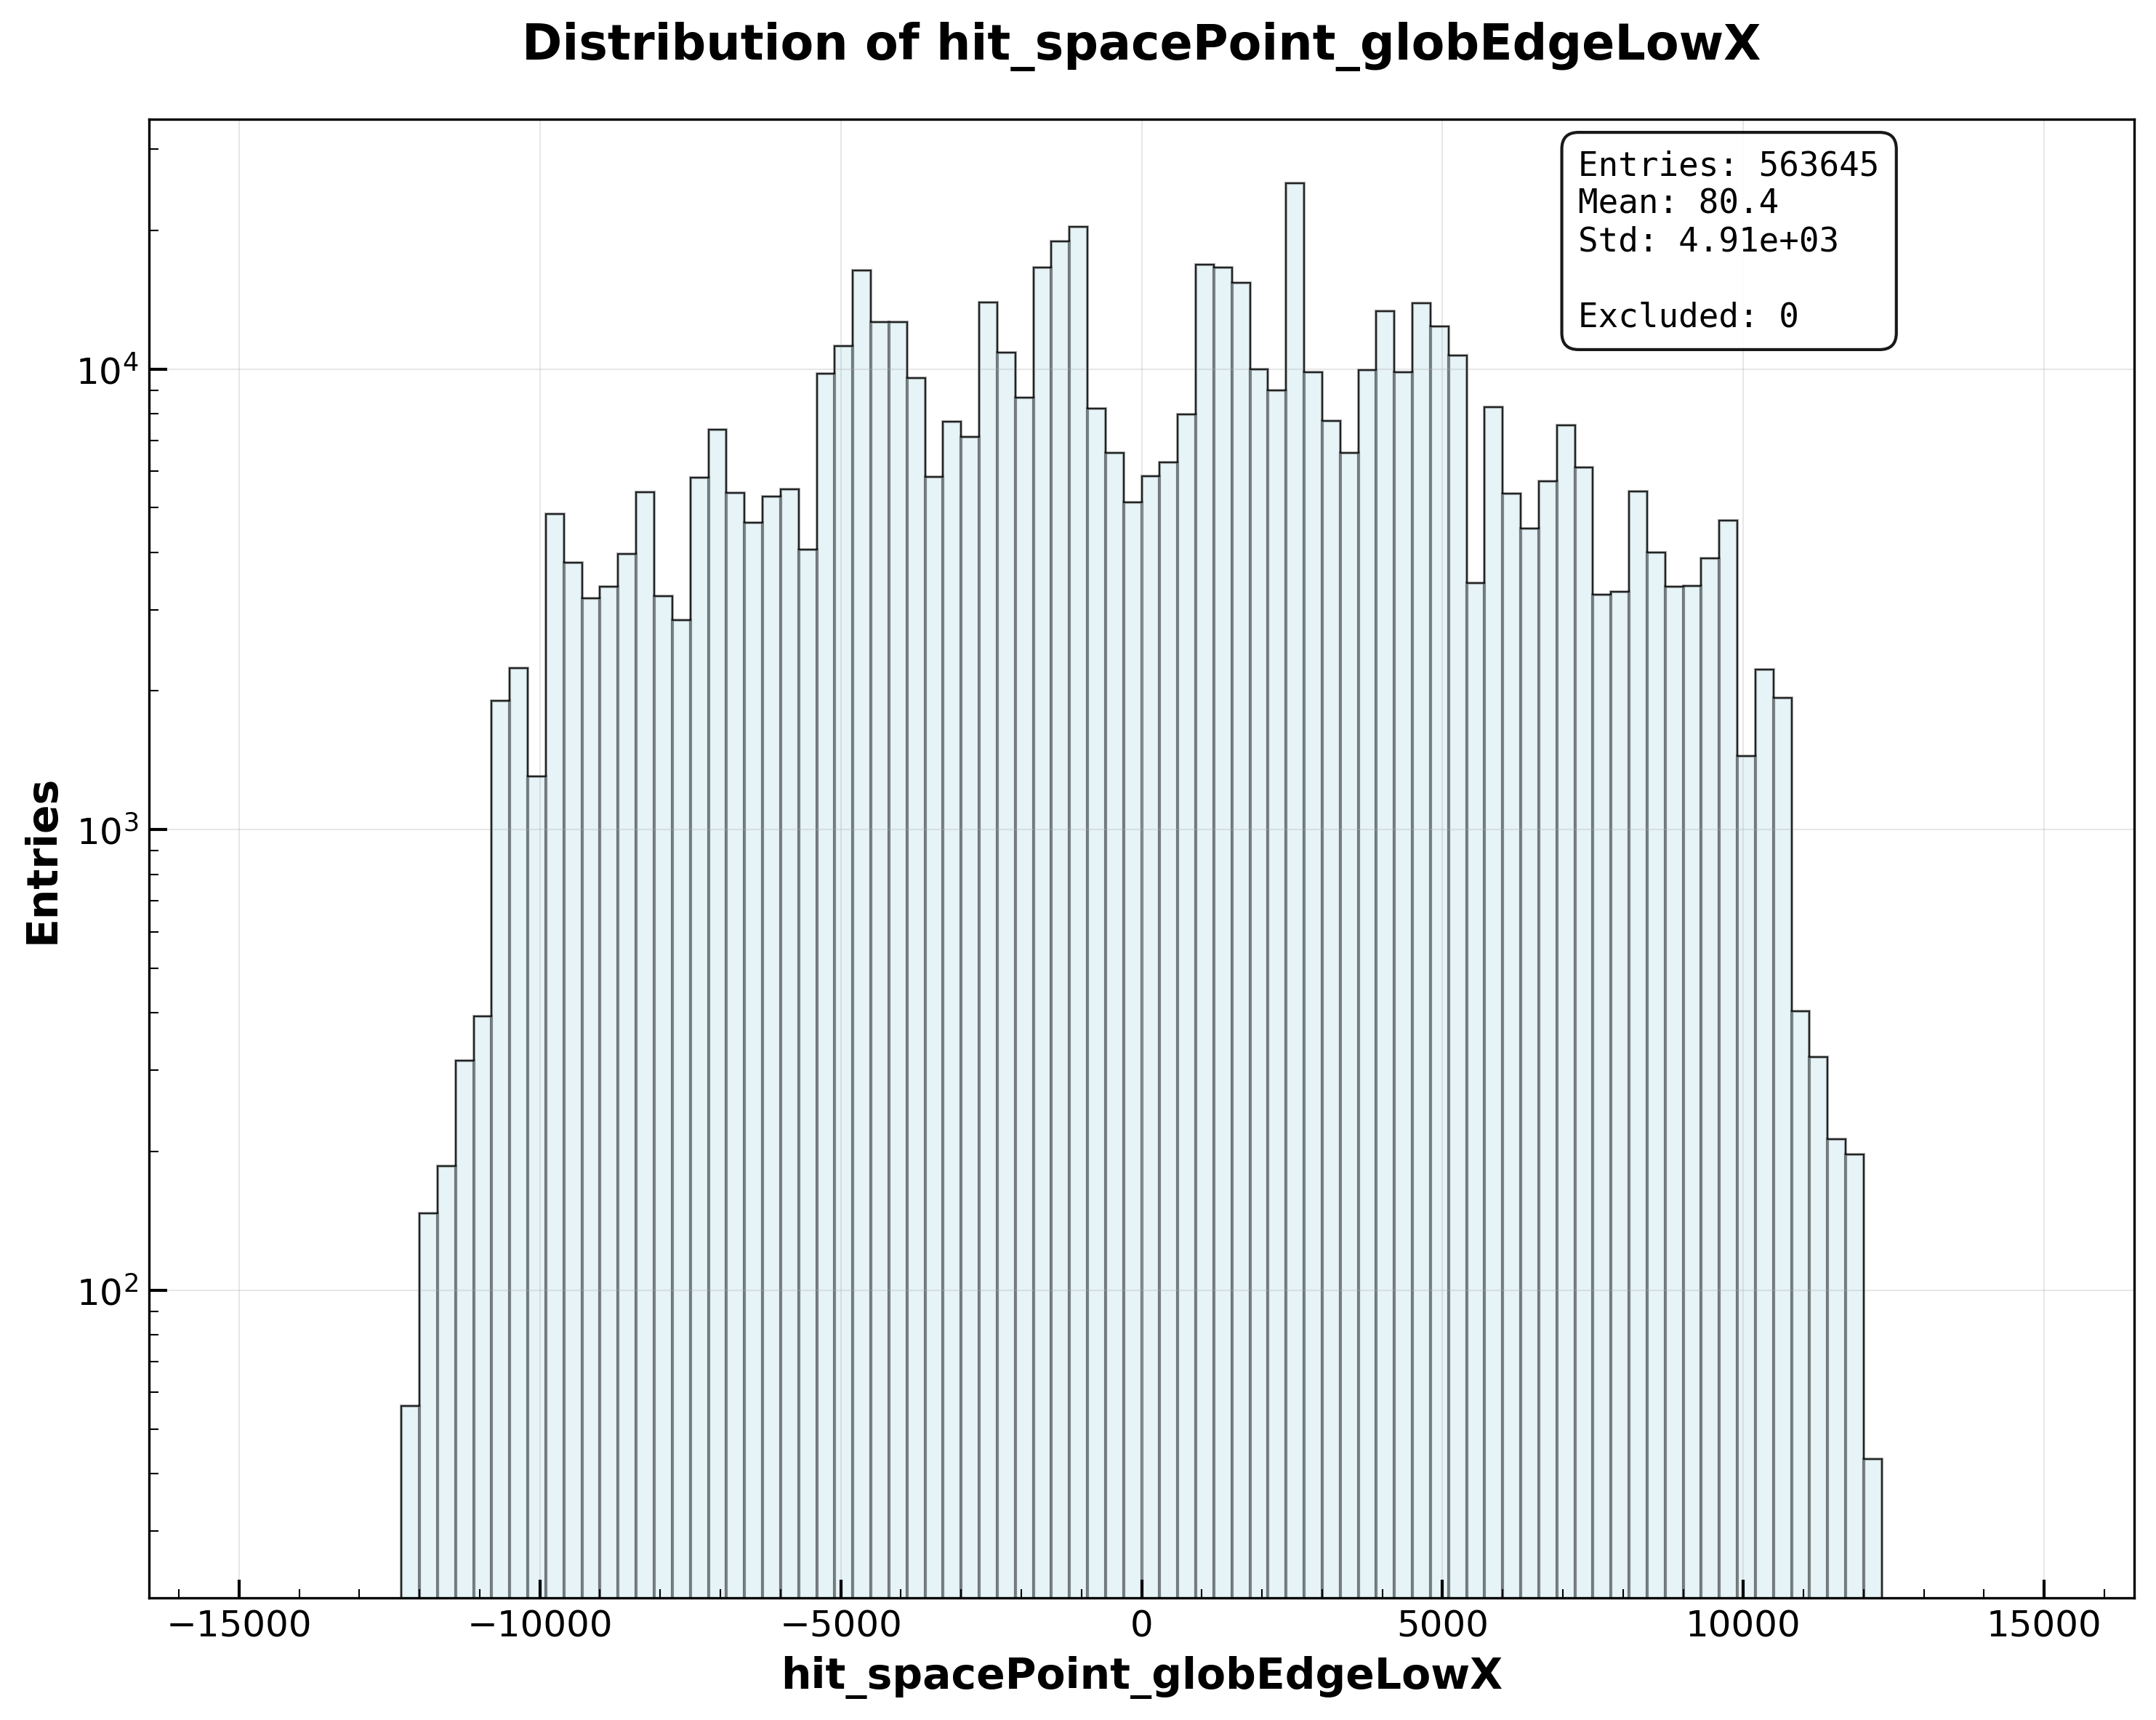 Distribution of hit_spacePoint_globEdgeLowX
Entries: 563645
Mean: 80.4
Std: 4.91e+03
Excluded: 0
10⁴
10³
10²
Entries
−15000 −10000 −5000 0 5000 10000 15000
hit_spacePoint_globEdgeLowX